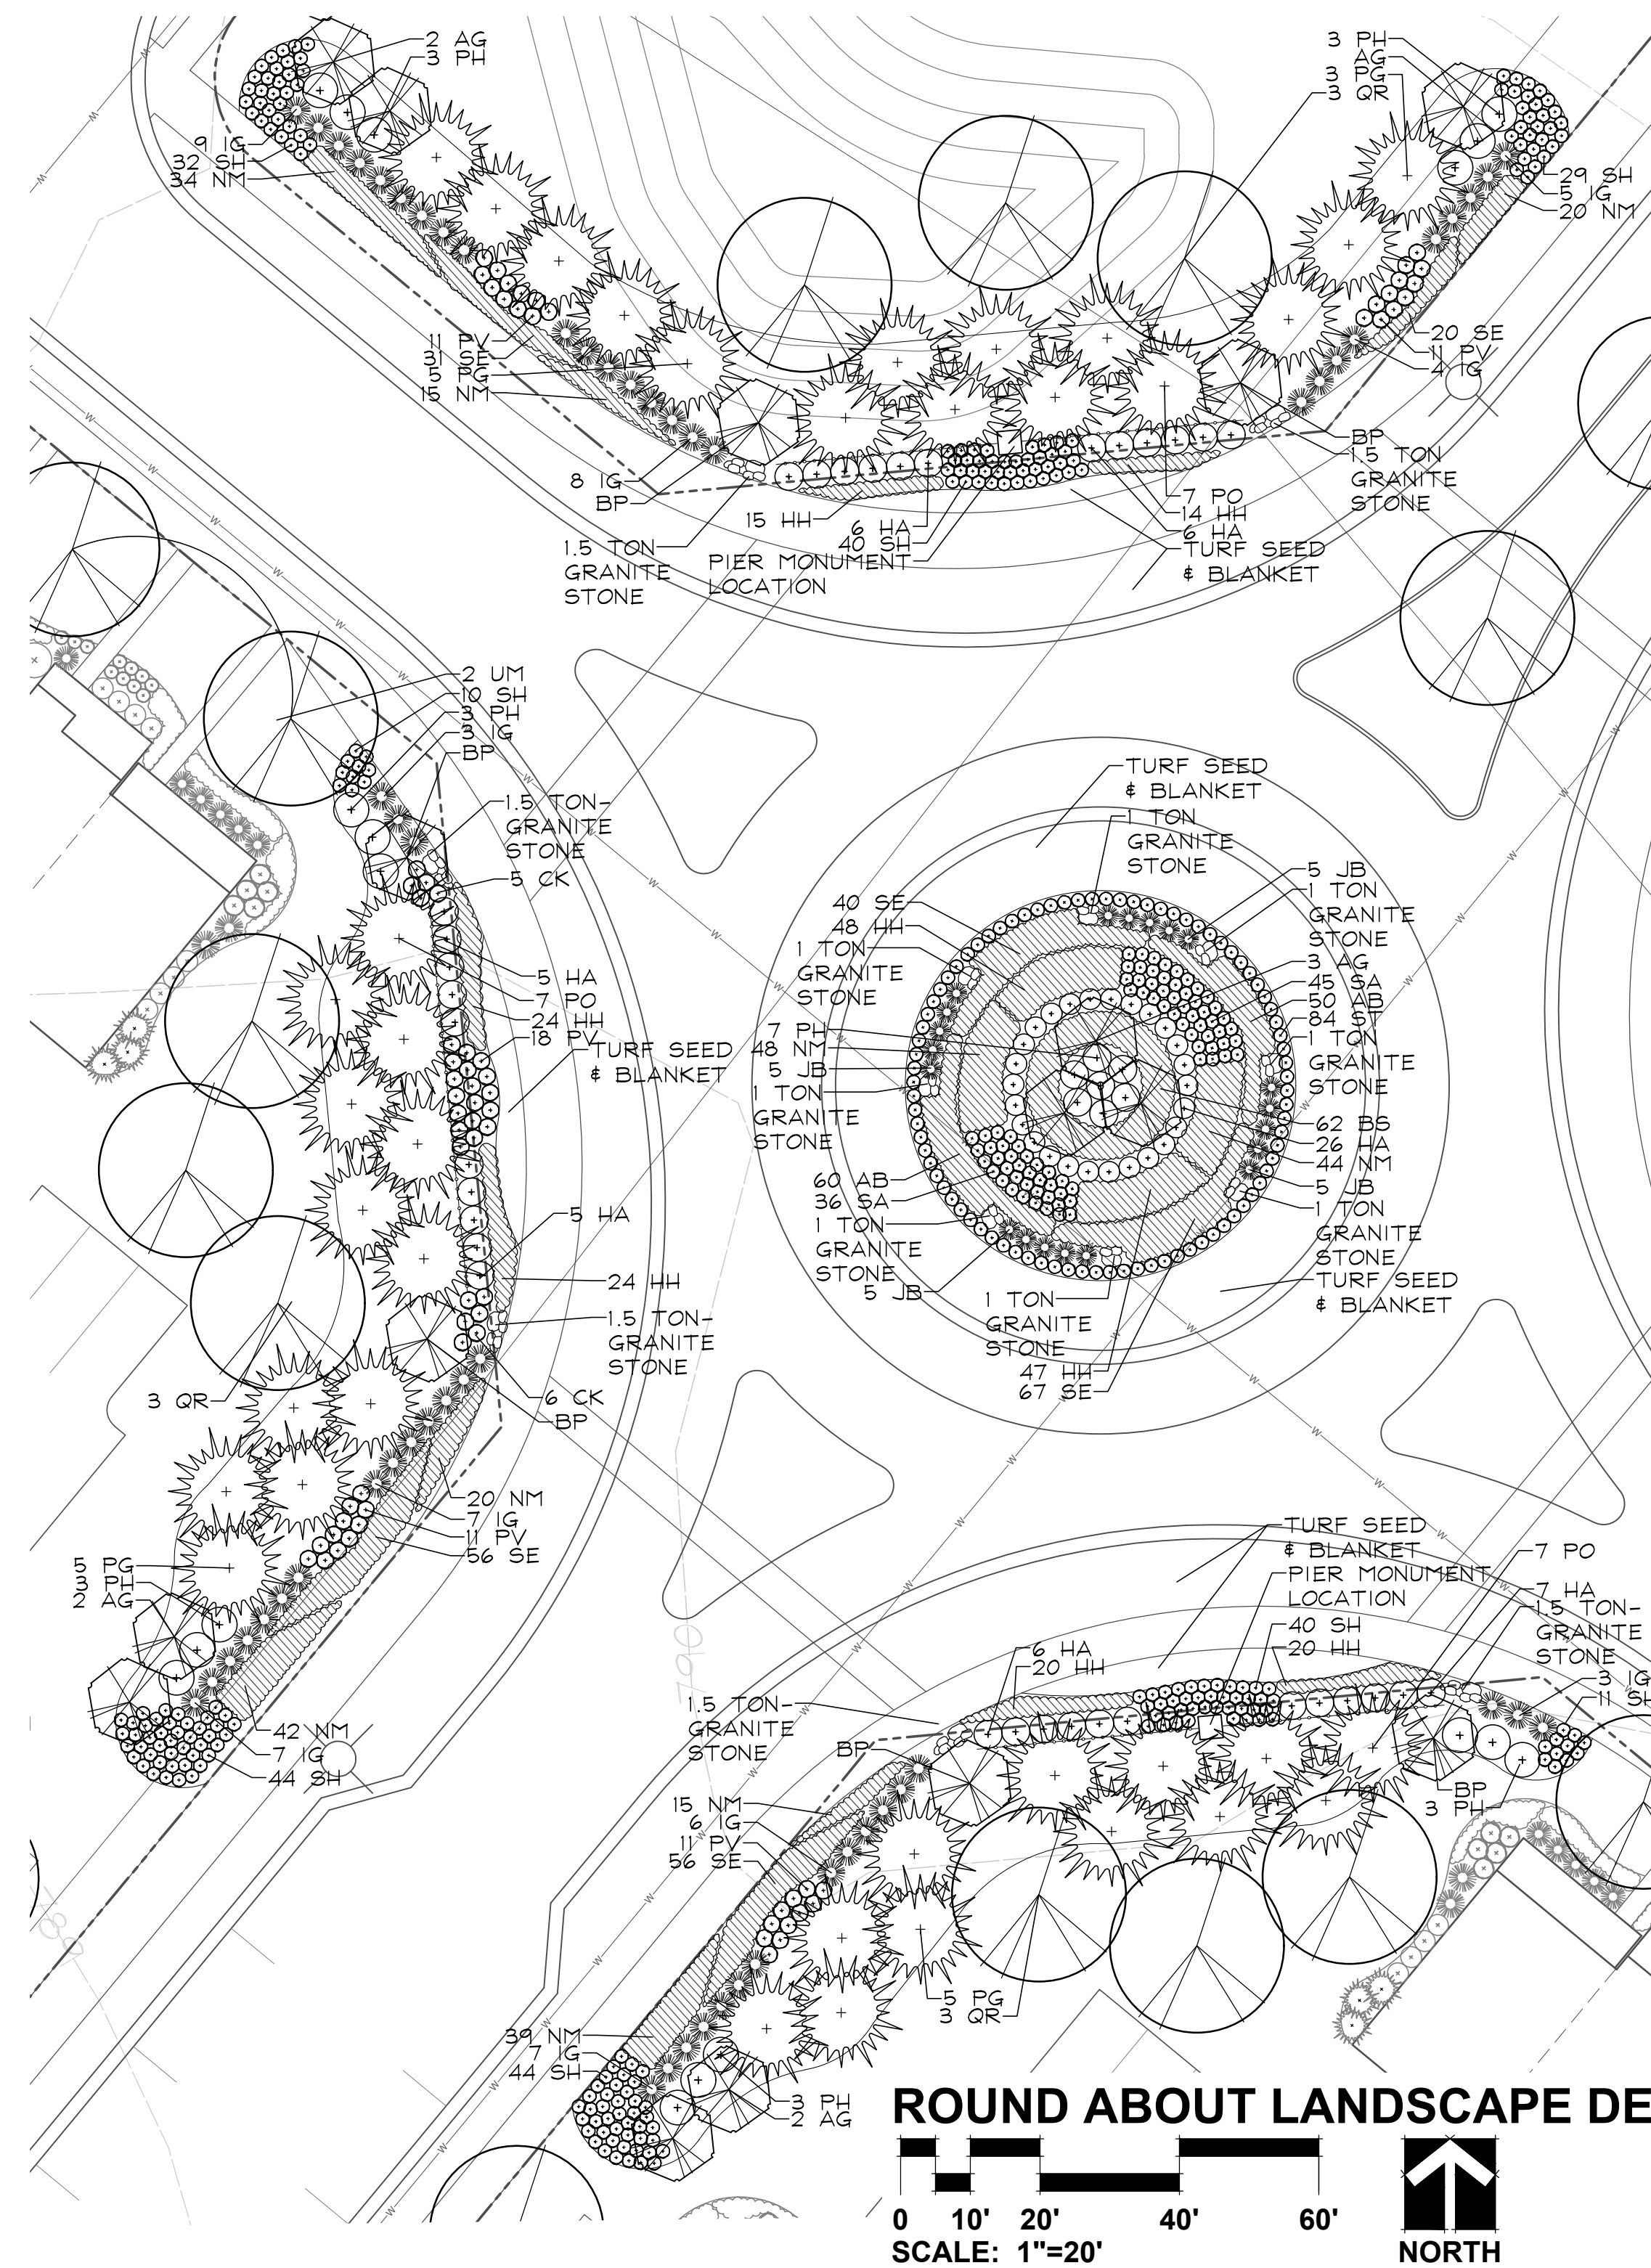 2 AG
3 PH
9 IG
32 SH
34 NM
11 PV
31 SE
5 PG
15 NM
8 IG
BP
1.5 TON
GRANITE
STONE
15 HH
6 HA
40 SH
PIER MONUMENT
LOCATION
3 PH
AG
3 PG
3 QR
29 SH
5 IG
20 NM
20 SE
11 PV
4 IG
BP
1.5 TON
GRANITE
STONE
7 PO
14 HH
6 HA
TURF SEED
& BLANKET
2 UM
10 SH
3 PH
3 IG
BP
1.5 TON
GRANITE
STONE
5 CK
5 HA
7 PO
24 HH
18 PV
TURF SEED
& BLANKET
5 HA
24 HH
1.5 TON
GRANITE
STONE
6 CK
BP
3 QR
20 NM
7 IG
11 PV
56 SE
5 PG
3 PH
2 AG
42 NM
7 IG
44 SH
TURF SEED
& BLANKET
1 TON
GRANITE
STONE
5 JB
1 TON
GRANITE
STONE
3 AG
45 SA
50 AB
84 ST
1 TON
GRANITE
STONE
62 BS
26 HA
44 NM
5 JB
1 TON
GRANITE
STONE
TURF SEED
& BLANKET
40 SE
48 HH
1 TON
GRANITE
STONE
7 PH
48 NM
5 JB
1 TON
GRANITE
STONE
60 AB
36 SA
1 TON
GRANITE
STONE
5 JB
1 TON
GRANITE
STONE
47 HH
67 SE
TURF SEED
& BLANKET
PIER MONUMENT
LOCATION
40 SH
20 HH
7 PO
7 HA
1.5 TON
GRANITE
STONE
3 IG
11 SH
6 HA
20 HH
1.5 TON
GRANITE
STONE
BP
BP
3 PH
15 NM
6 IG
11 PV
56 SE
5 PG
3 QR
39 NM
7 IG
44 SH
3 PH
2 AG
ROUND ABOUT LANDSCAPE DE
0 10' 20' 40' 60'
SCALE: 1"=20'
NORTH